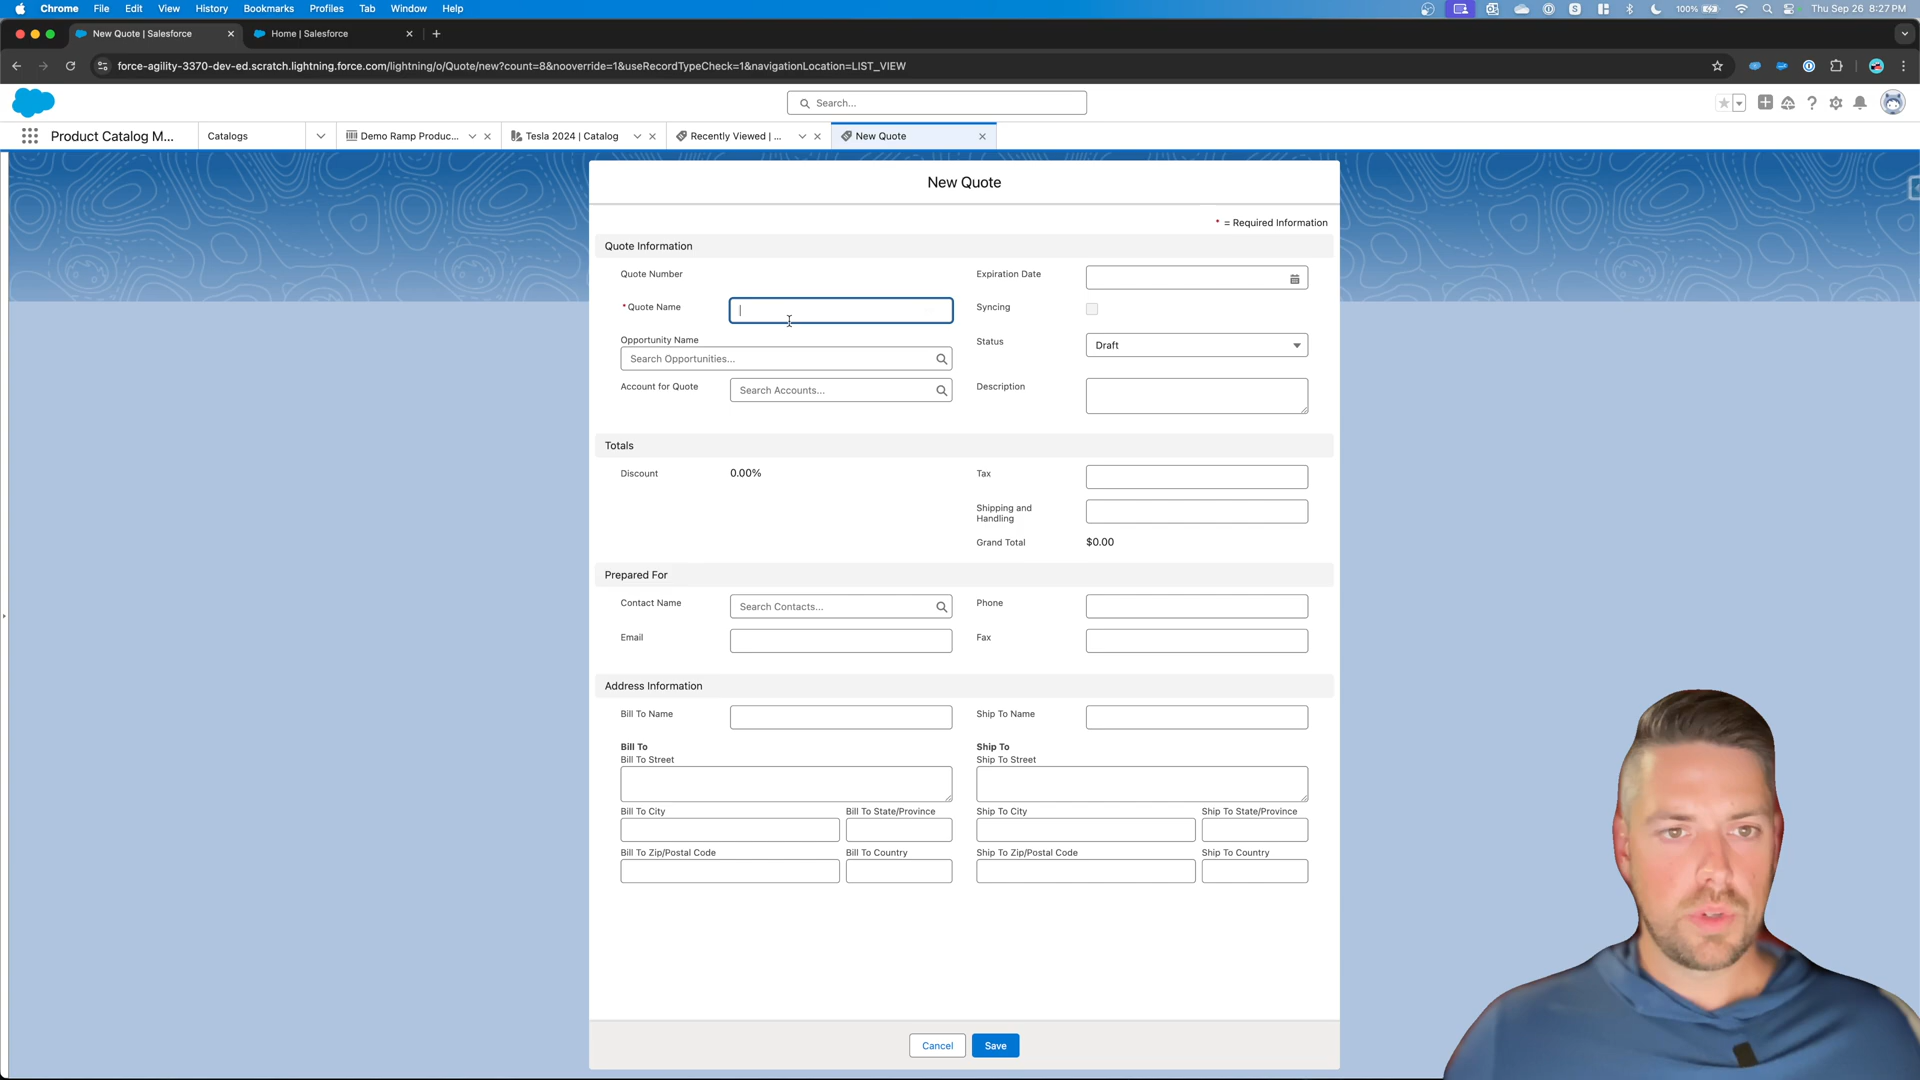 Chrome File Edit View History Bookmarks Profiles Tab Window Help 100% Thu Sep 26 8:27 PM
New Quote | Salesforce Home | Salesforce
force-agility-3370-dev-ed.scratch.lightning.force.com/lightning/o/Quote/new?count=8&nooverride=1&useRecordTypeCheck=1&navigationLocation=LIST_VIEW
Search...
Product Catalog M... Catalogs Demo Ramp Produc... Tesla 2024 | Catalog Recently Viewed | ... New Quote
New Quote
* = Required Information
Quote Information
Quote Number Expiration Date
* Quote Name Syncing
Opportunity Name Status Draft
Search Opportunities...
Account for Quote Search Accounts... Description
Totals
Discount 0.00% Tax
Shipping and
Handling
Grand Total $0.00
Prepared For
Contact Name Search Contacts... Phone
Email Fax
Address Information
Bill To Name Ship To Name
Bill To Ship To
Bill To Street Ship To Street
Bill To City Bill To State/Province Ship To City Ship To State/Province
Bill To Zip/Postal Code Bill To Country Ship To Zip/Postal Code Ship To Country
Cancel Save